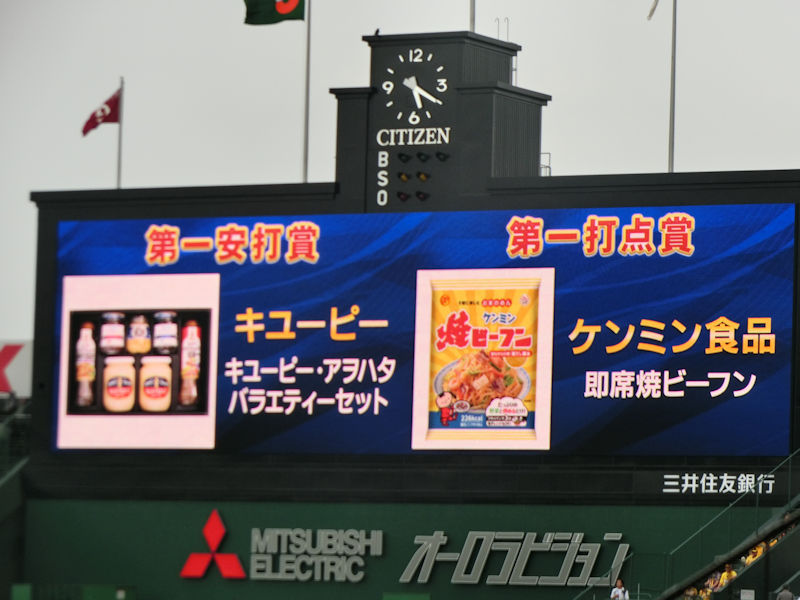 12
9 3
6
CITIZEN
B
S
O
第一安打賞
第一打点賞
キユーピー
キユーピー・アヲハタ
バラエティーセット
ケンミン
焼ビーフン
ケンミン食品
即席焼ビーフン
三井住友銀行
MITSUBISHI
ELECTRIC
オーロラビジョン